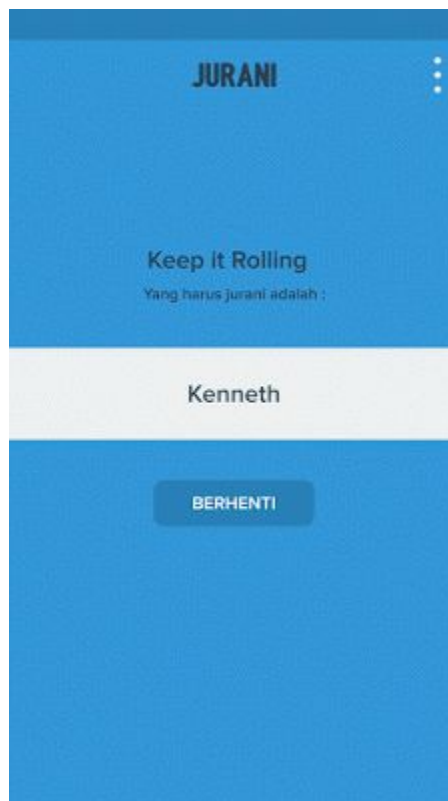 JURANI
Keep it Rolling
Yang harus jurani adalah :
Kenneth
BERHENTI